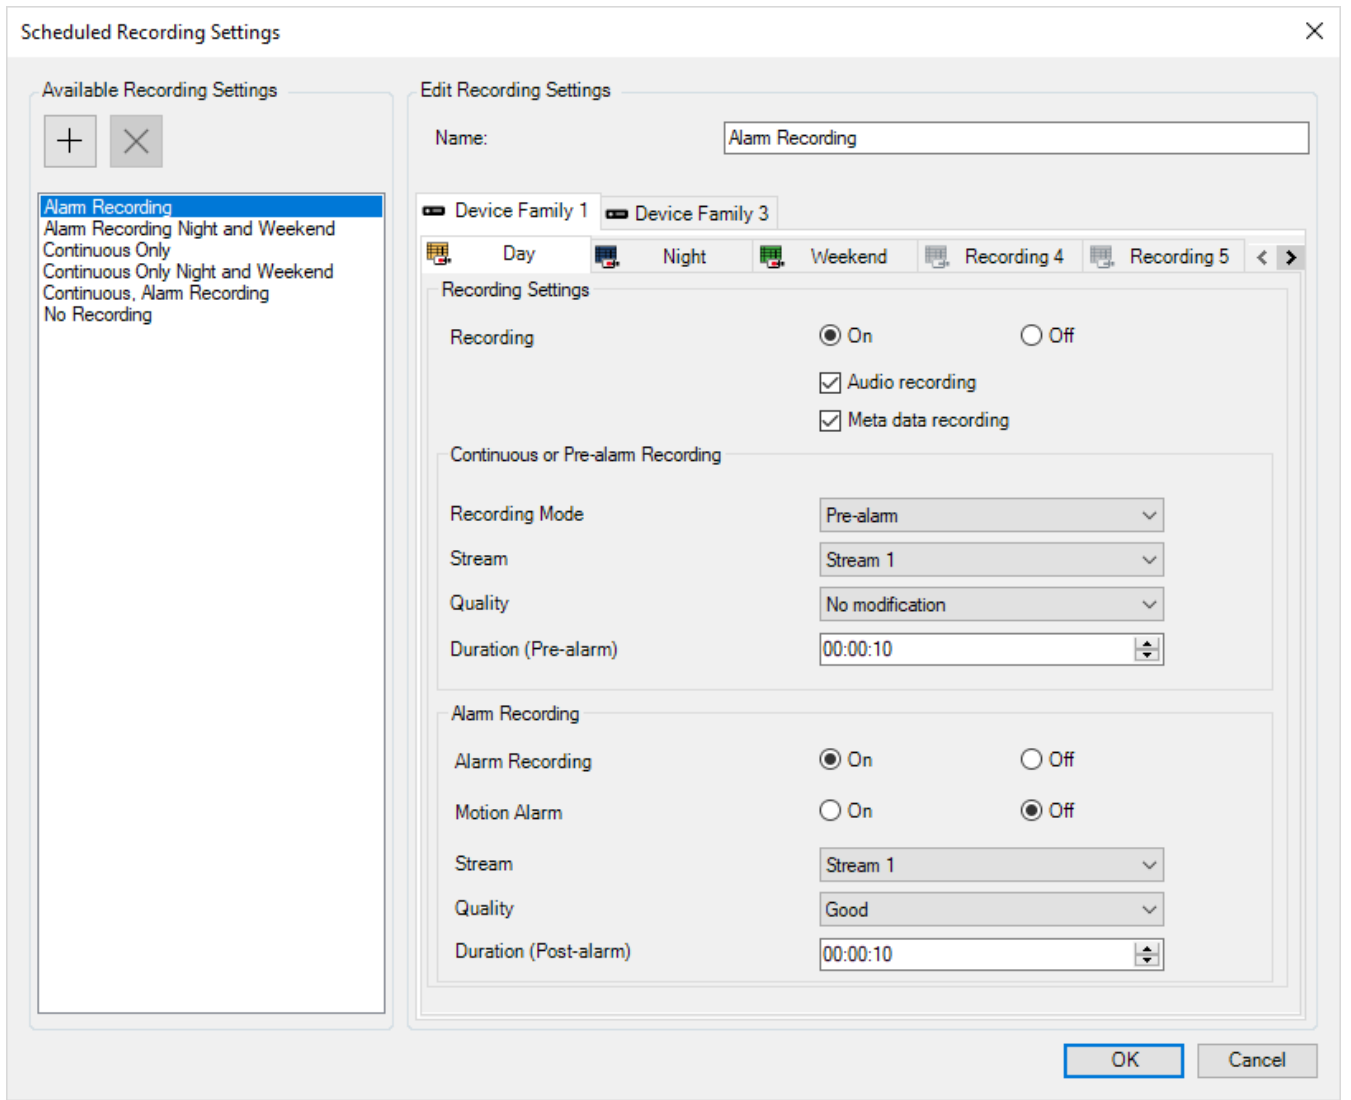 Scheduled Recording Settings
Available Recording Settings
Alarm Recording
Alarm Recording Night and Weekend
Continuous Only
Continuous Only Night and Weekend
Continuous, Alarm Recording
No Recording
Edit Recording Settings
Name: Alarm Recording
Device Family 1 Device Family 3
Day Night Weekend Recording 4 Recording 5
Recording Settings
Recording On Off
Audio recording
Meta data recording
Continuous or Pre-alarm Recording
Recording Mode Pre-alarm
Stream Stream 1
Quality No modification
Duration (Pre-alarm) 00:00:10
Alarm Recording
Alarm Recording On Off
Motion Alarm On Off
Stream Stream 1
Quality Good
Duration (Post-alarm) 00:00:10
OK Cancel